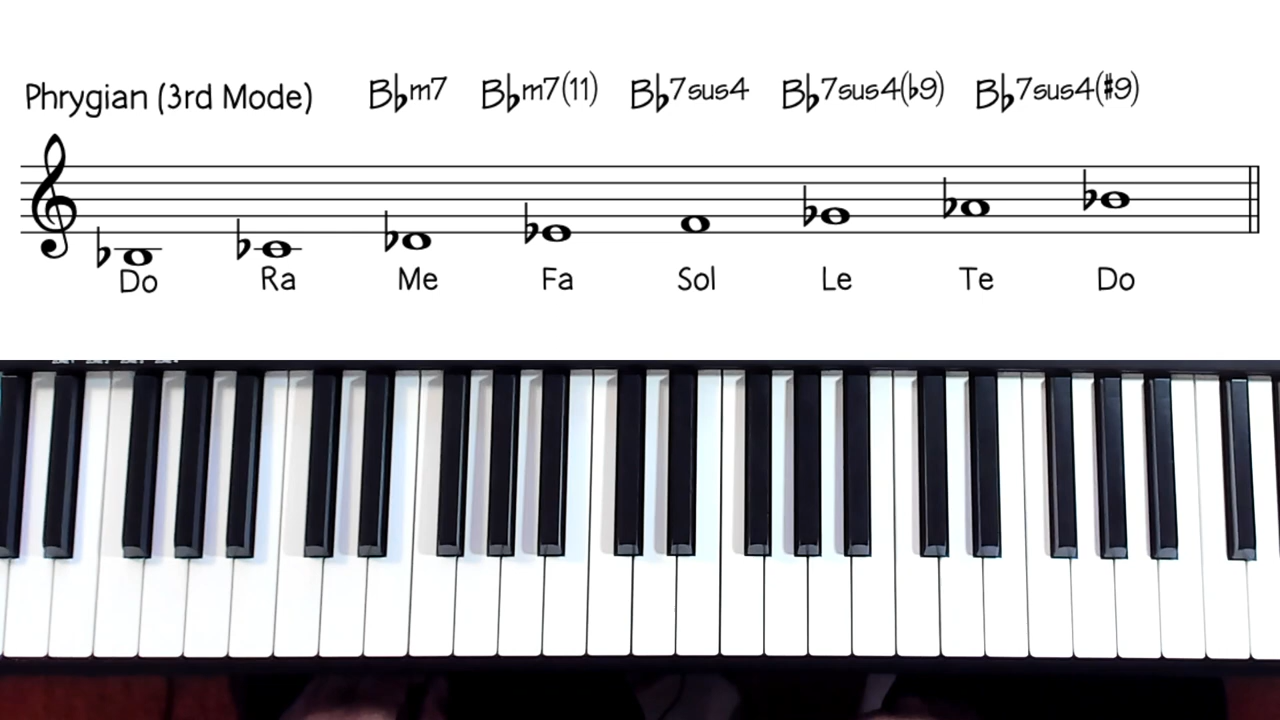 Phrygian (3rd Mode) B♭m7 B♭m7(11) B♭7sus4 B♭7sus4(♭9) B♭7sus4(♯9)
Do Ra Me Fa Sol Le Te Do